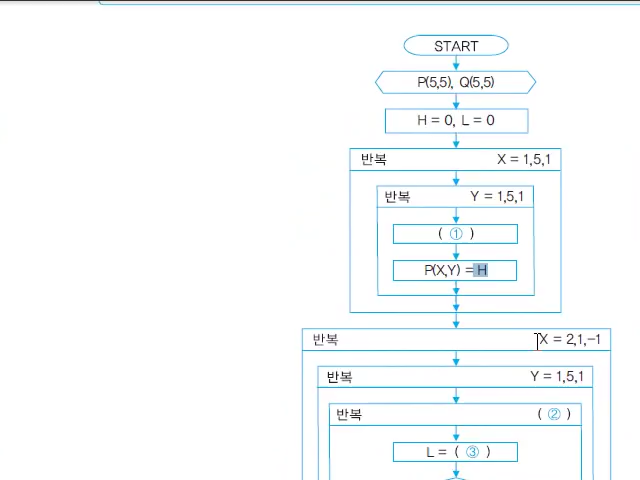 START
P(5,5), Q(5,5)
H = 0, L = 0
반복 X = 1,5,1
반복 Y = 1,5,1
( ① )
P(X,Y) = H
반복 X = 2,1,-1
반복 Y = 1,5,1
반복 ( ② )
L = ( ③ )